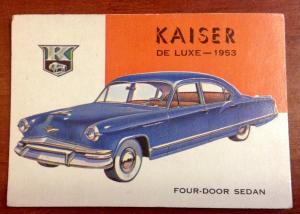 K
KAISER
DE LUXE—1953
FOUR-DOOR SEDAN